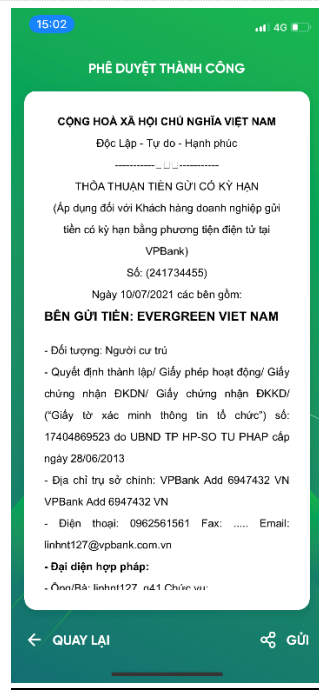 15:02
4G
PHÊ DUYỆT THÀNH CÔNG
CỘNG HOÀ XÃ HỘI CHỦ NGHĨA VIỆT NAM
Độc Lập - Tự do - Hạnh phúc
-----------_□□-----------
THỎA THUẬN TIỀN GỬI CÓ KỲ HẠN
(Áp dụng đối với Khách hàng doanh nghiệp gửi
tiền có kỳ hạn bằng phương tiện điện tử tại
VPBank)
Số: (241734455)
Ngày 10/07/2021 các bên gồm:
BÊN GỬI TIỀN: EVERGREEN VIET NAM
- Đối tượng: Người cư trú
- Quyết định thành lập/ Giấy phép hoạt động/ Giấy
chứng nhận ĐKDN/ Giấy chứng nhận ĐKKD/
("Giấy tờ xác minh thông tin tổ chức") số:
17404869523 do UBND TP HP-SO TU PHAP cấp
ngày 28/06/2013
- Địa chỉ trụ sở chính: VPBank Add 6947432 VN
VPBank Add 6947432 VN
- Điện thoại: 0962561561 Fax: ..... Email:
linhnt127@vpbank.com.vn
- Đại diện hợp pháp:
- Ông/Bà: linhnt127_g41 Chức vụ:
QUAY LẠI
GỬI